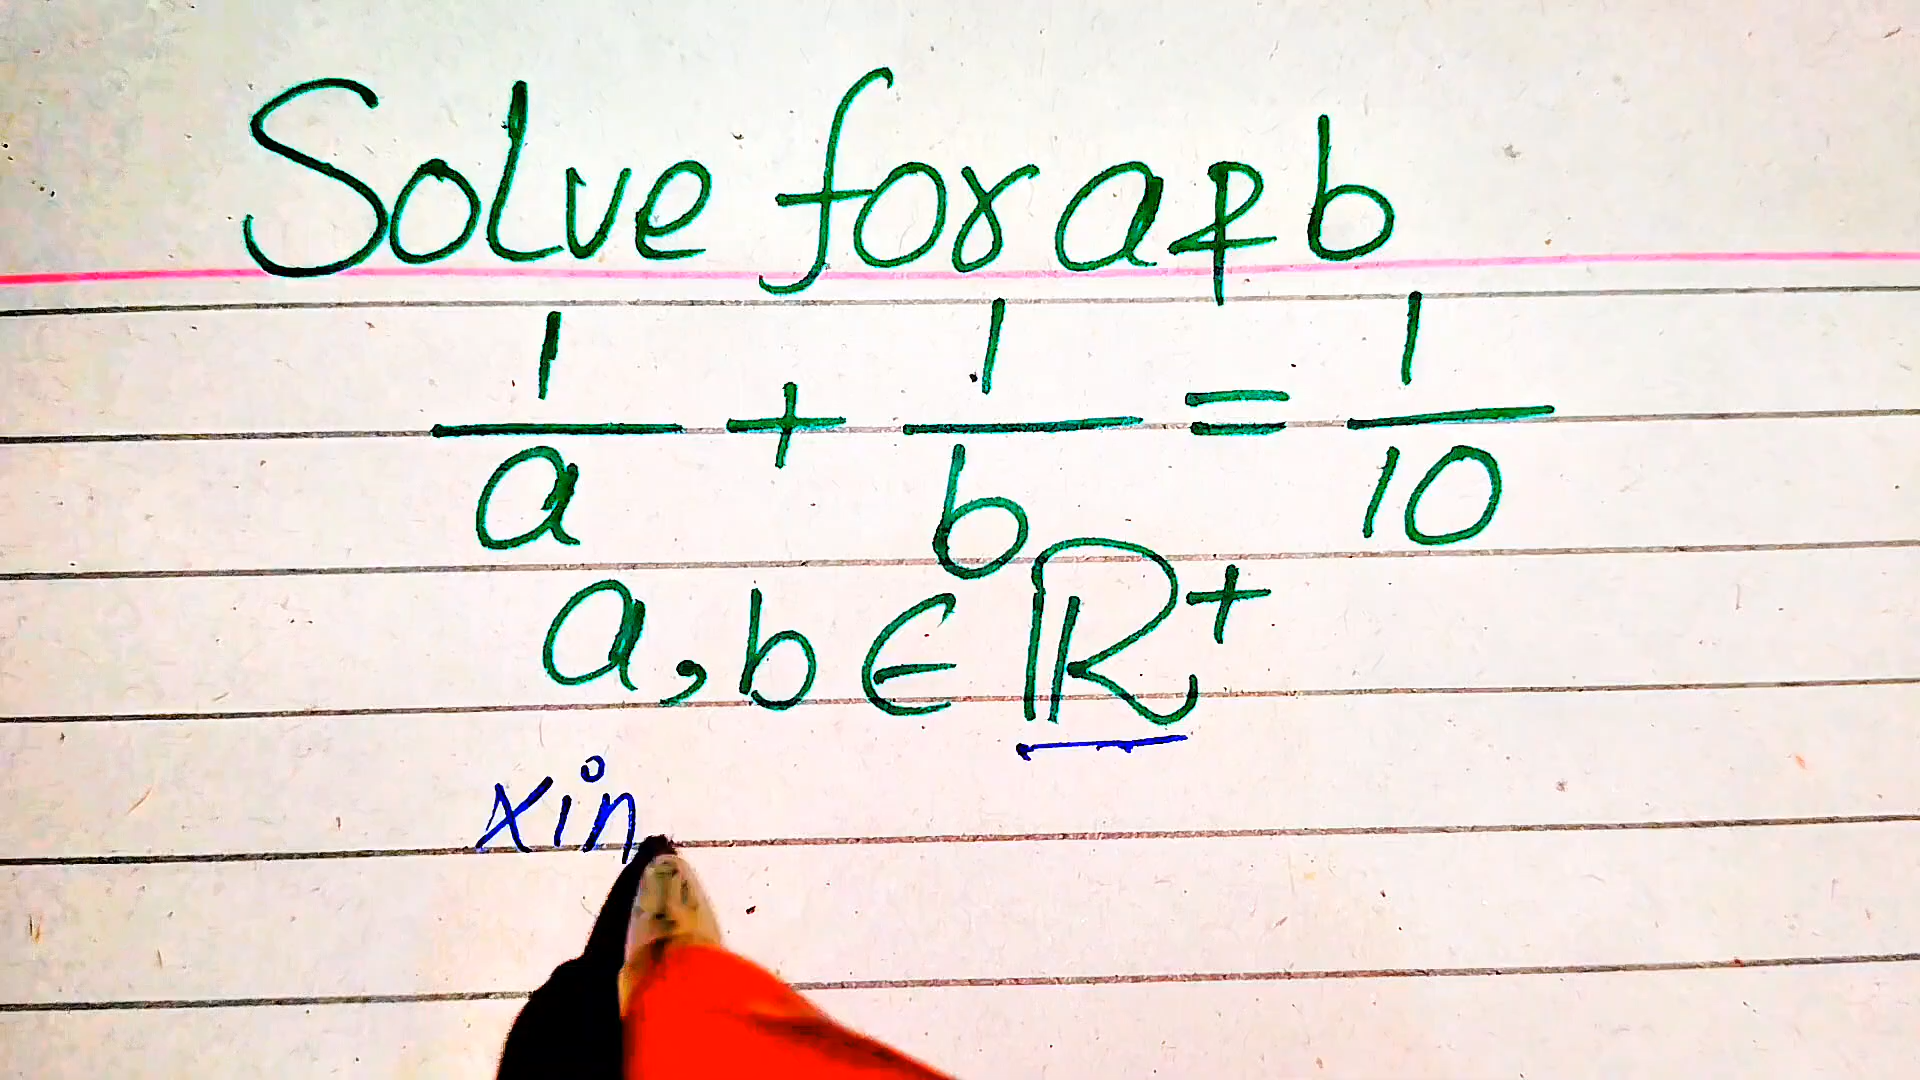 Solve for a & b
1/a + 1/b = 1/10
a, b ∈ ℝ⁺
xin